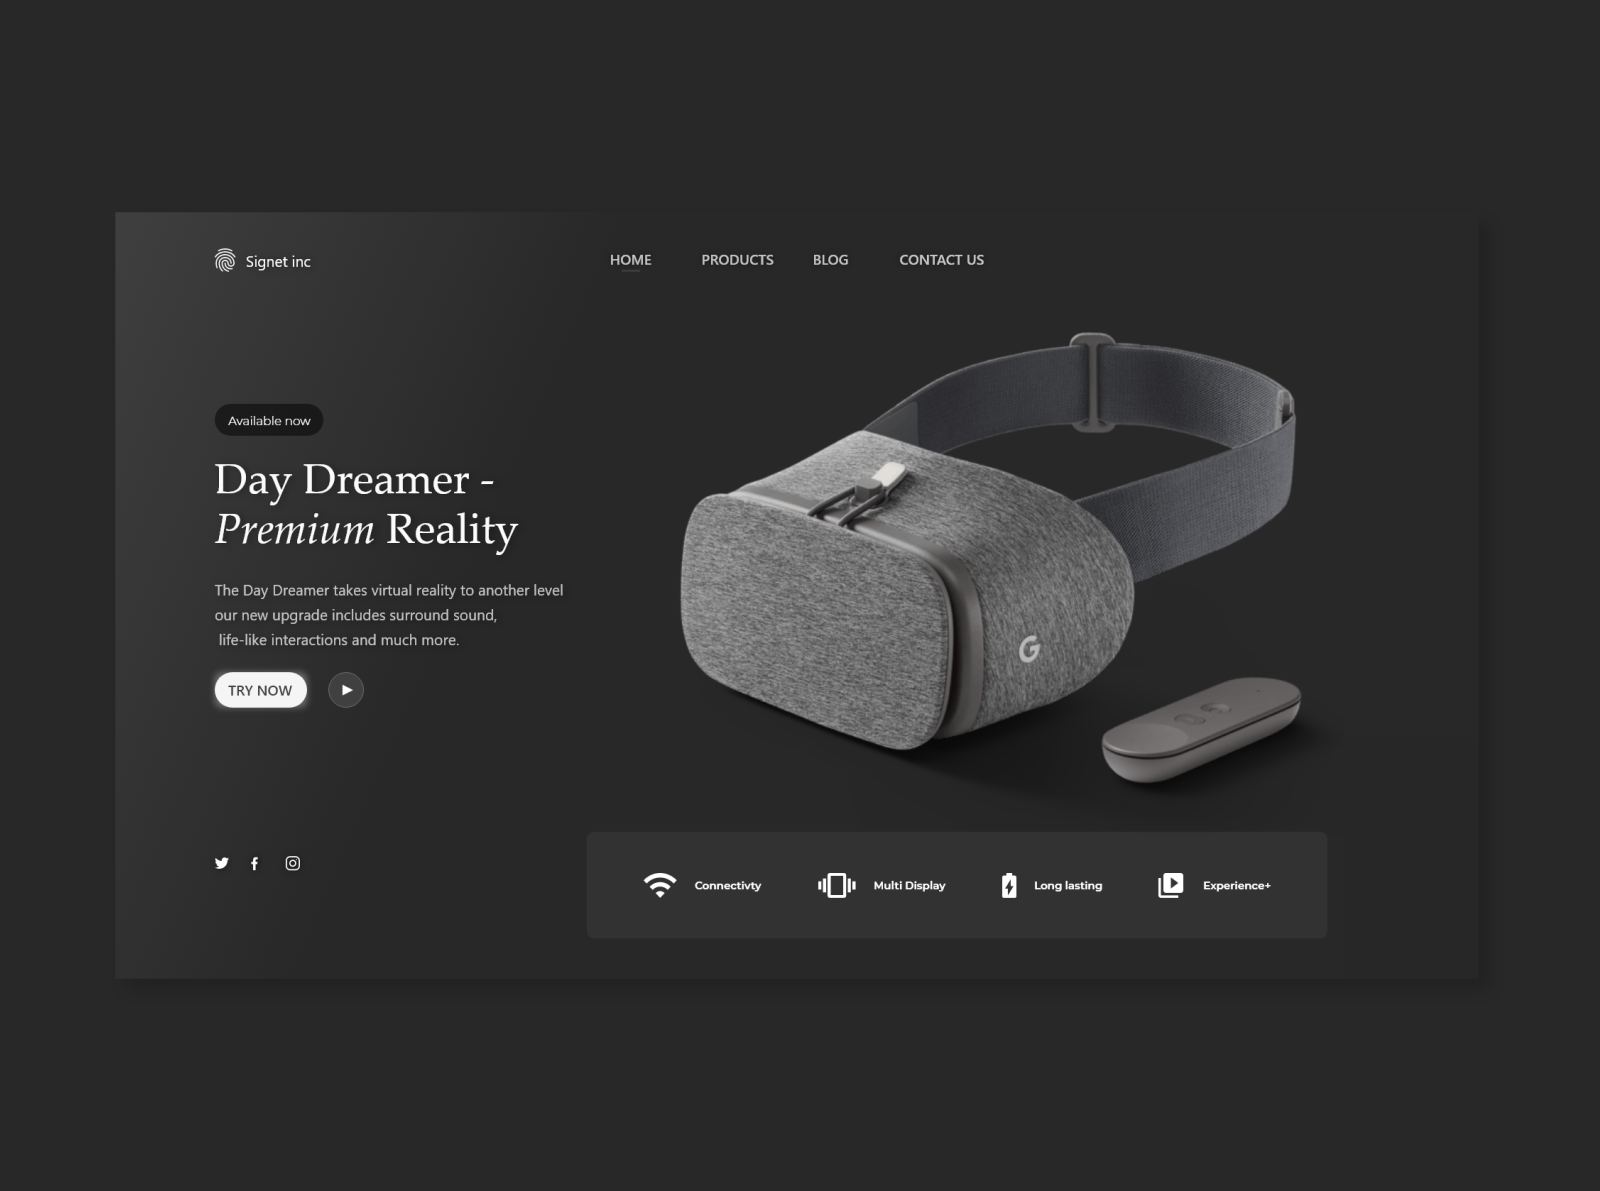 Signet inc
HOME PRODUCTS BLOG CONTACT US
Available now
Day Dreamer -
Premium Reality
The Day Dreamer takes virtual reality to another level
our new upgrade includes surround sound,
life-like interactions and much more.
TRY NOW
G
Connectivty Multi Display Long lasting Experience+